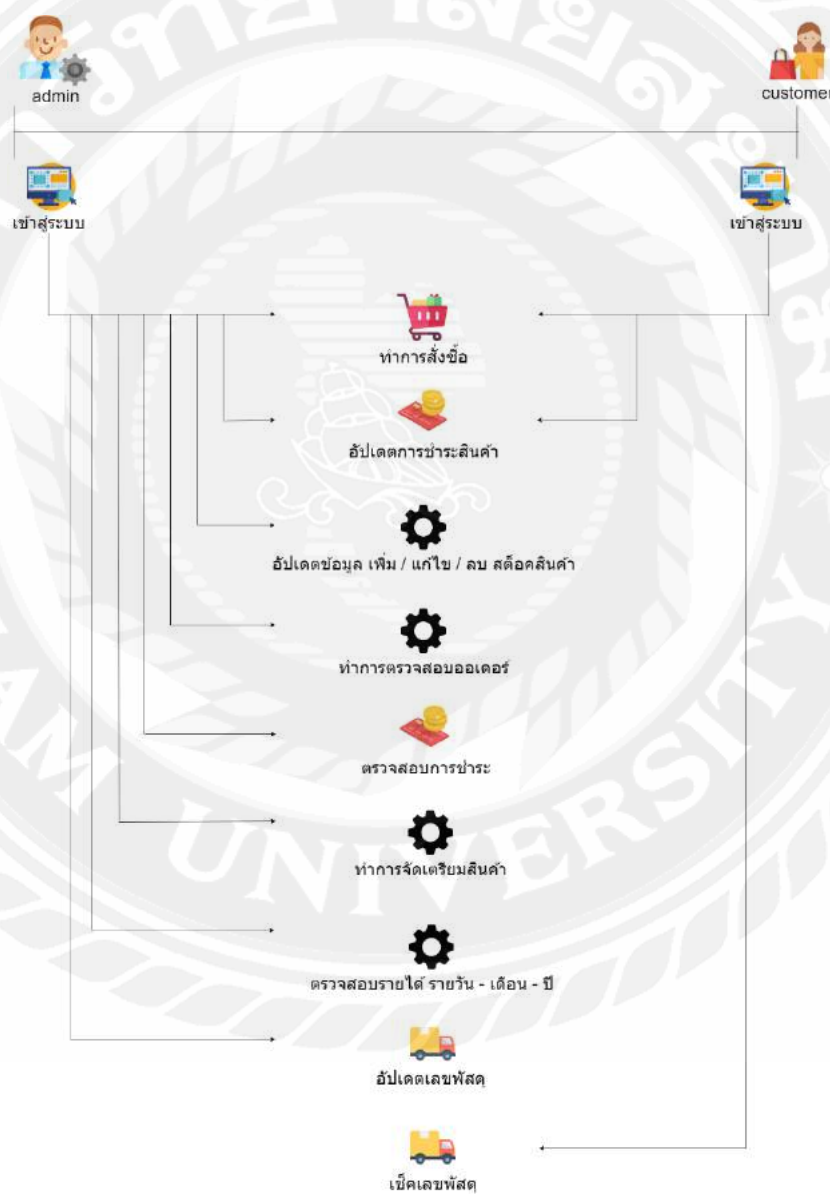 admin
customer
เข้าสู่ระบบ
เข้าสู่ระบบ
ทำการสั่งซื้อ
อัปเดตการชำระสินค้า
อัปเดตข้อมูล เพิ่ม / แก้ไข / ลบ สต็อคสินค้า
ทำการตรวจสอบออเดอร์
ตรวจสอบการชำระ
ทำการจัดเตรียมสินค้า
ตรวจสอบรายได้ รายวัน - เดือน - ปี
อัปเดตเลขพัสดุ
เช็คเลขพัสดุ
UNIVERSITY